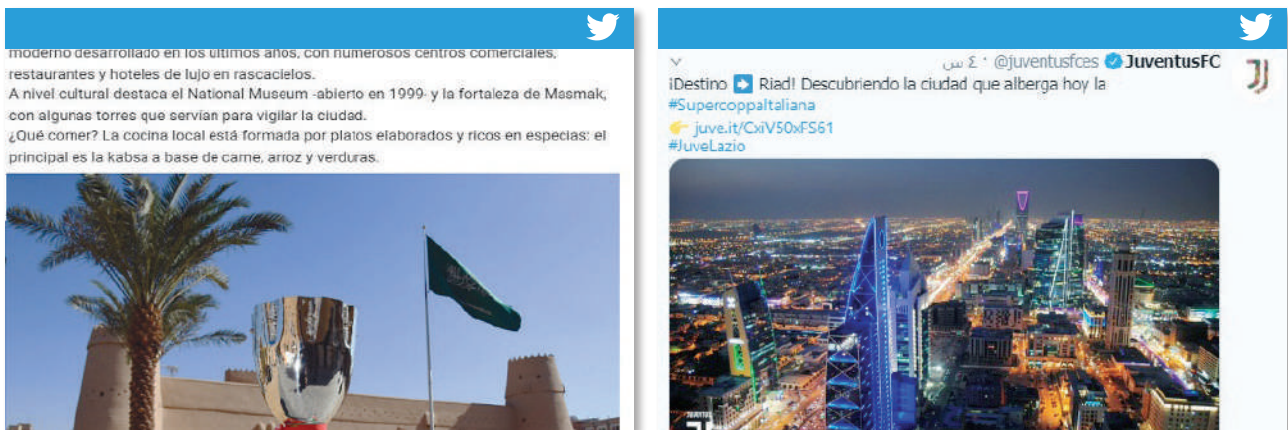 moderno desarrollado en los últimos años, con numerosos centros comerciales,
restaurantes y hoteles de lujo en rascacielos.
A nivel cultural destaca el National Museum -abierto en 1999- y la fortaleza de Masmak,
con algunas torres que servían para vigilar la ciudad.
¿Qué comer? La cocina local está formada por platos elaborados y ricos en especias: el
principal es la kabsa a base de carne, arroz y verduras.
JuventusFC @juventusfces · ٤ س
¡Destino ➡ Riad! Descubriendo la ciudad que alberga hoy la
#SupercoppaItaliana
👉 juve.it/CxiV50xFS61
#JuveLazio
JUVENTUS